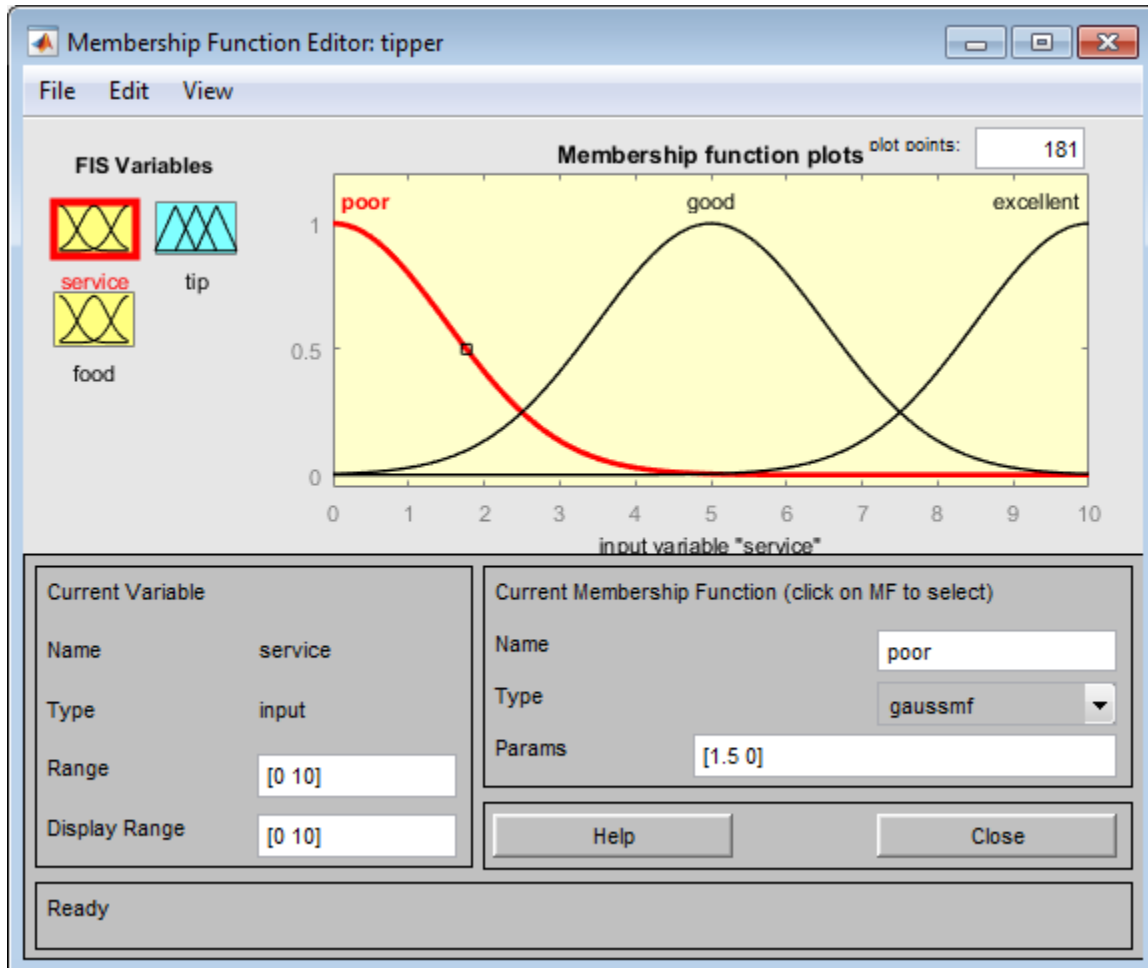 Membership Function Editor: tipper
File Edit View
FIS Variables
service
tip
food
Membership function plots
plot points:
181
poor
good
excellent
1
0.5
0
0 1 2 3 4 5 6 7 8 9 10
input variable "service"
Current Variable
Name service
Type input
Range [0 10]
Display Range [0 10]
Current Membership Function (click on MF to select)
Name poor
Type gaussmf
Params [1.5 0]
Help Close
Ready